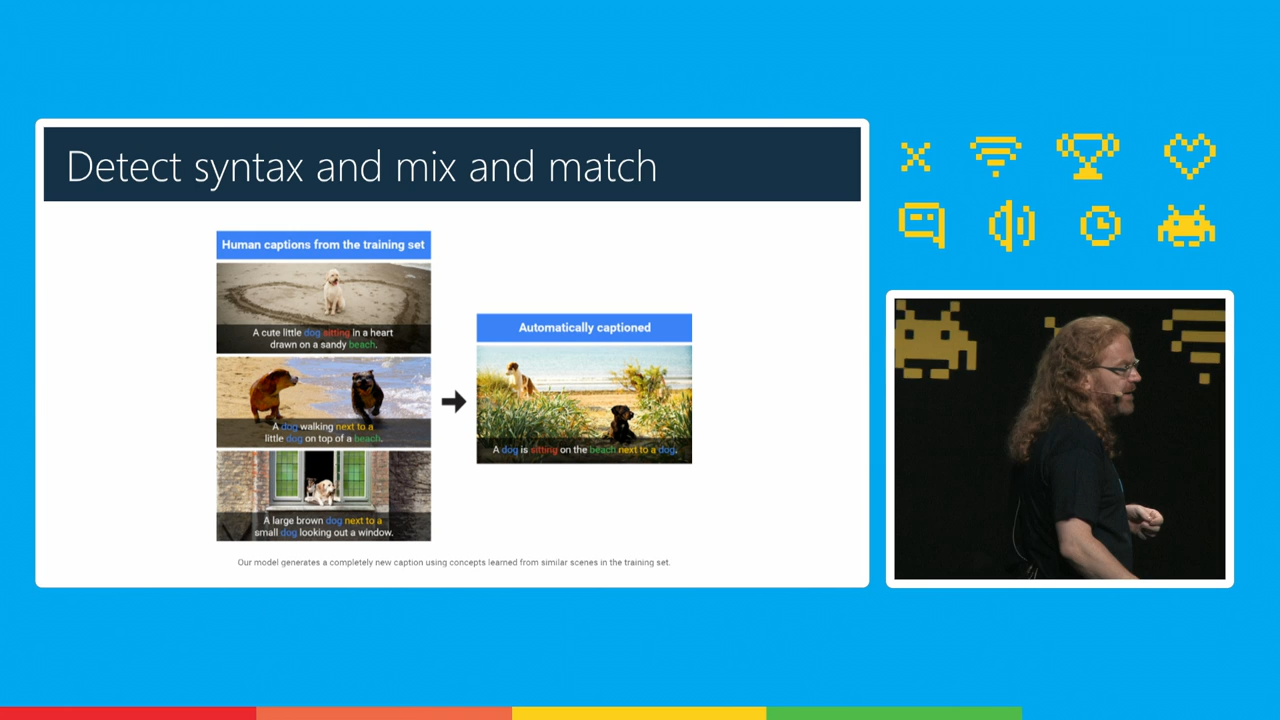 Detect syntax and mix and match
Human captions from the training set
A cute little dog sitting in a heart
drawn on a sandy beach.
A dog walking next to a
little dog on top of a beach.
A large brown dog next to a
small dog looking out a window.
Automatically captioned
A dog is sitting on the beach next to a dog.
Our model generates a completely new caption using concepts learned from similar scenes in the training set.